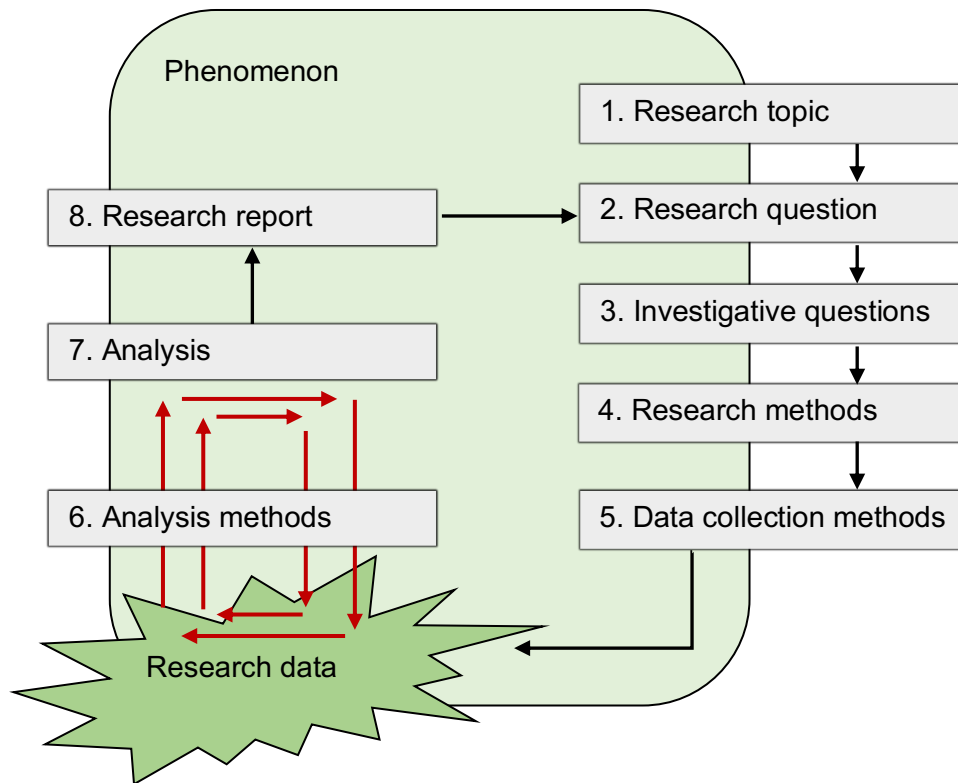 Phenomenon
1. Research topic
2. Research question
3. Investigative questions
4. Research methods
5. Data collection methods
6. Analysis methods
7. Analysis
8. Research report
Research data